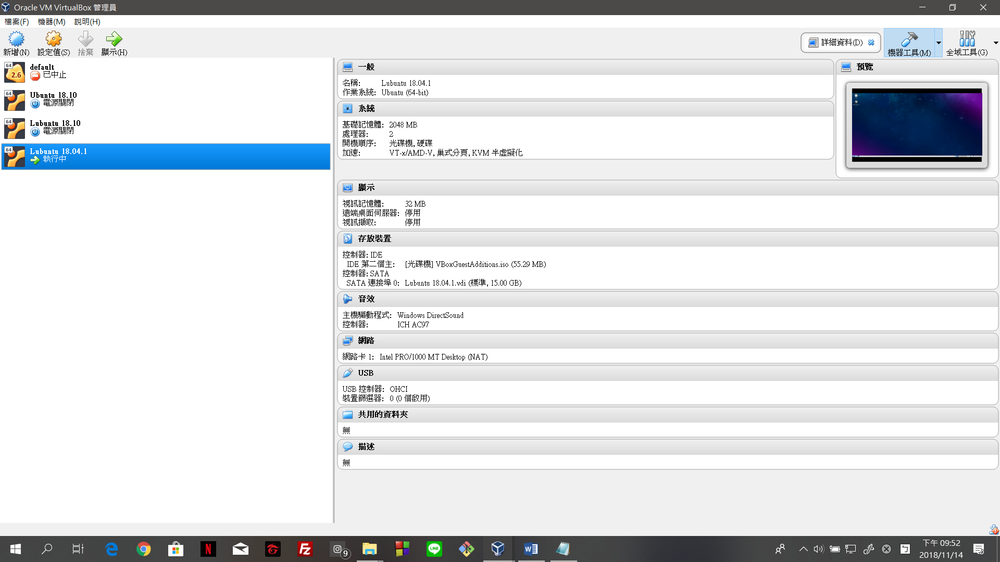 Oracle VM VirtualBox 管理員
檔案(F) 機器(M) 說明(H)
新增(N) 設定值(S) 捨棄 顯示(H)
詳細資料(D) 機器工具(M) 全域工具(G)
64 2.6 default
已中止
64 Ubuntu 18.10
電源關閉
64 Lubuntu 18.10
電源關閉
64 Lubuntu 18.04.1
執行中
一般
名稱: Lubuntu 18.04.1
作業系統: Ubuntu (64-bit)
預覽
系統
基礎記憶體: 2048 MB
處理器: 2
開機順序: 光碟機, 硬碟
加速: VT-x/AMD-V, 巢式分頁, KVM 半虛擬化
顯示
視訊記憶體: 32 MB
遠端桌面伺服器: 停用
視訊擷取: 停用
存放裝置
控制器: IDE
IDE 第二個主: [光碟機] VBoxGuestAdditions.iso (55.29 MB)
控制器: SATA
SATA 連接埠 0: Lubuntu 18.04.1.vdi (標準, 15.00 GB)
音效
主機驅動程式: Windows DirectSound
控制器: ICH AC97
網路
網路卡 1: Intel PRO/1000 MT Desktop (NAT)
USB
USB 控制器: OHCI
裝置篩選器: 0 (0 個啟用)
共用的資料夾
無
描述
無
9
LINE
下午 09:52
2018/11/14